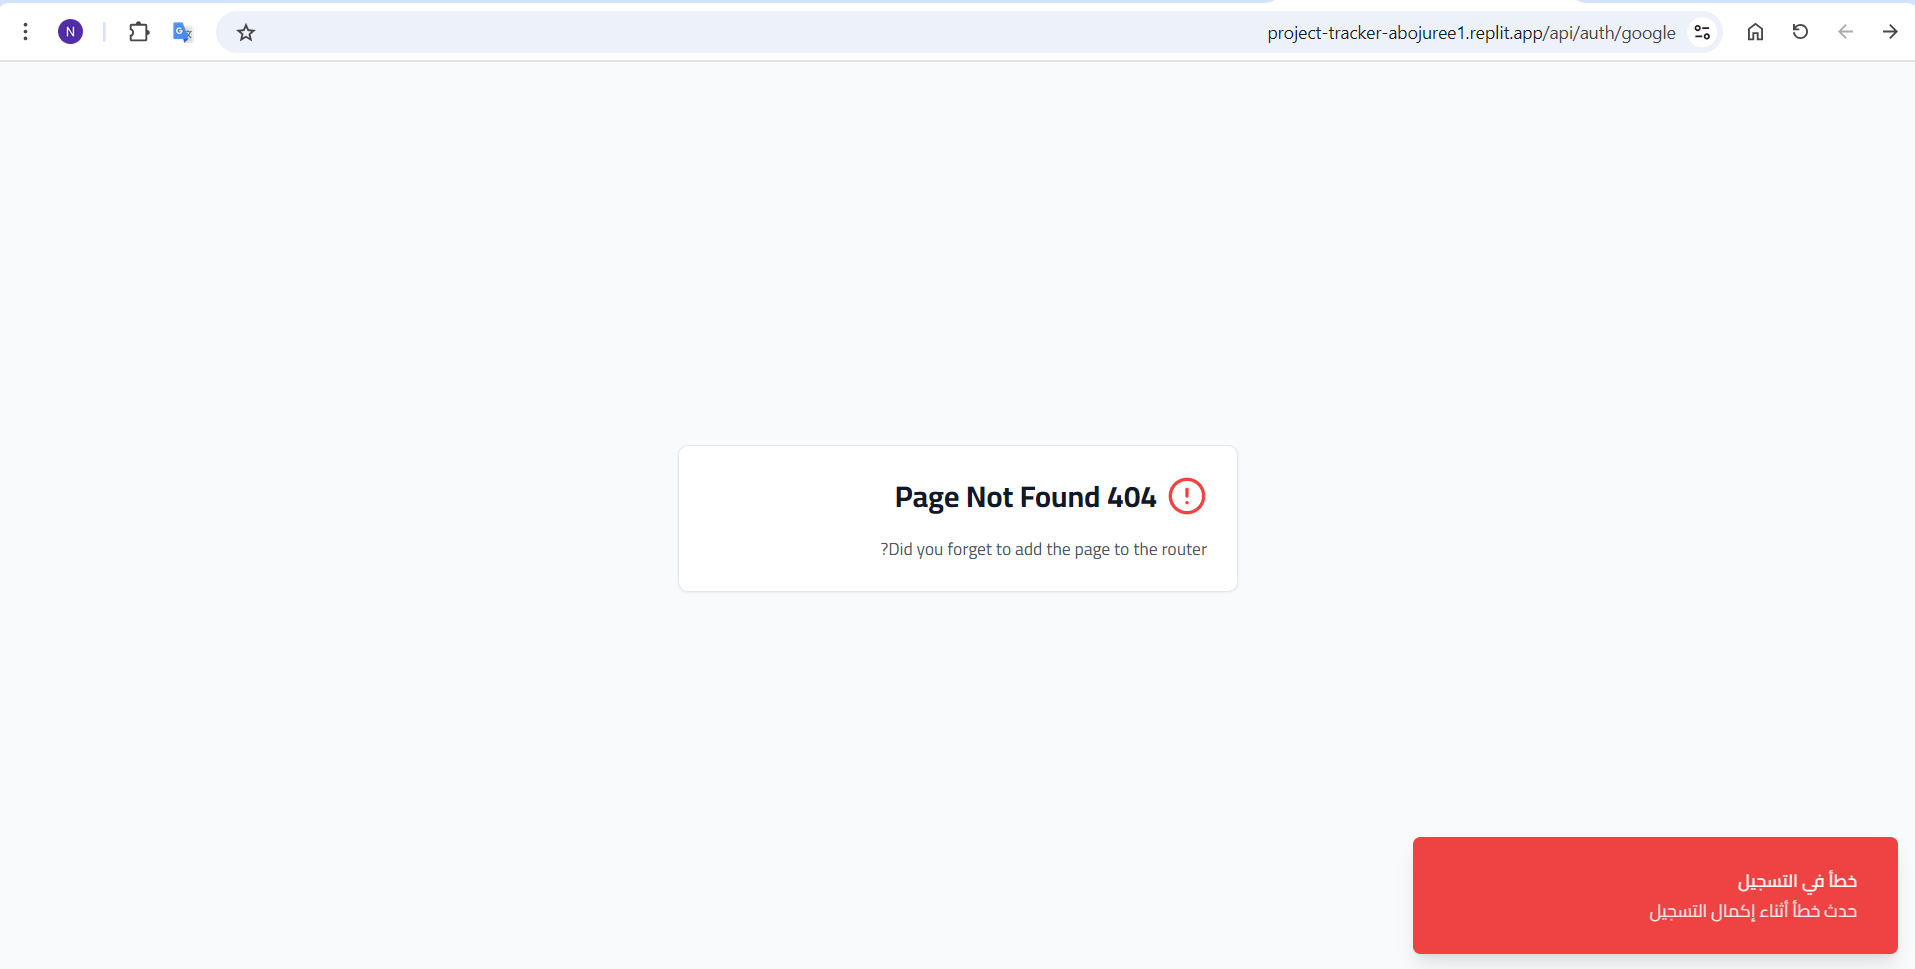 N
project-tracker-abojuree1.replit.app/api/auth/google
Page Not Found 404
?Did you forget to add the page to the router
خطأ في التسجيل
حدث خطأ أثناء إكمال التسجيل